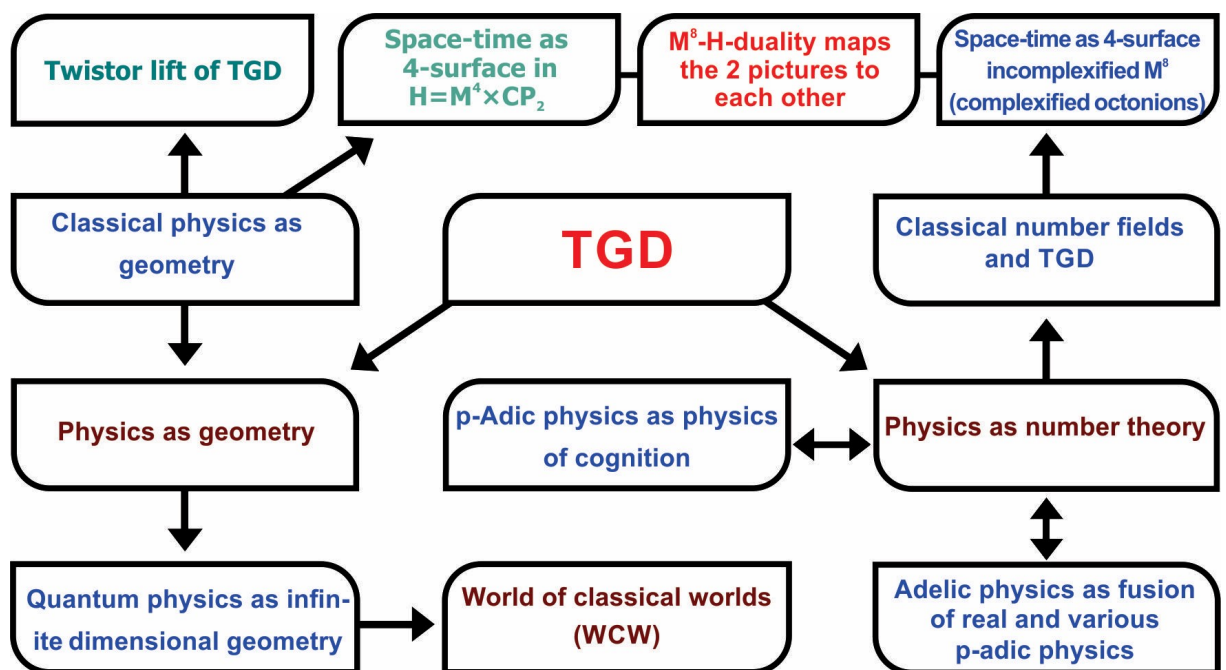 Twistor lift of TGD
Space-time as
4-surface in
H=M⁴×CP₂
M⁸-H-duality maps
the 2 pictures to
each other
Space-time as 4-surface
incomplexified M⁸
(complexified octonions)
Classical physics as
geometry
TGD
Classical number fields
and TGD
Physics as geometry
p-Adic physics as physics
of cognition
Physics as number theory
Quantum physics as infin-
ite dimensional geometry
World of classical worlds
(WCW)
Adelic physics as fusion
of real and various
p-adic physics